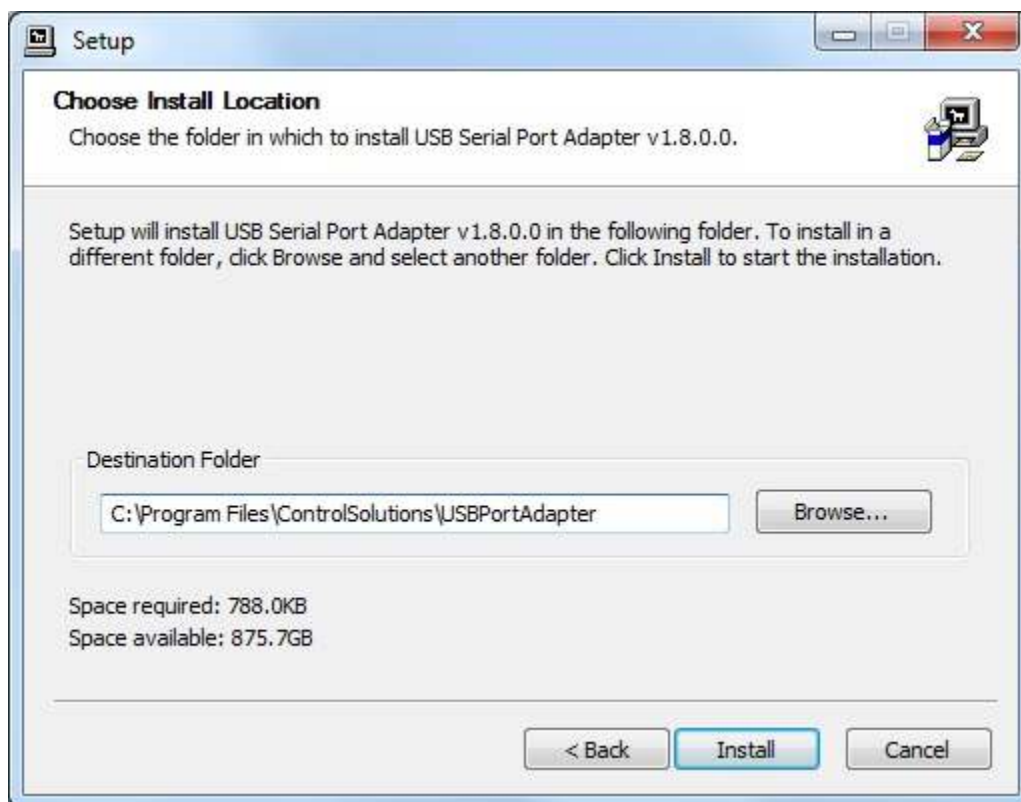 Setup
Choose Install Location
Choose the folder in which to install USB Serial Port Adapter v1.8.0.0.
Setup will install USB Serial Port Adapter v1.8.0.0 in the following folder. To install in a
different folder, click Browse and select another folder. Click Install to start the installation.
Destination Folder
C:\Program Files\ControlSolutions\USBPortAdapter
Browse...
Space required: 788.0KB
Space available: 875.7GB
< Back
Install
Cancel